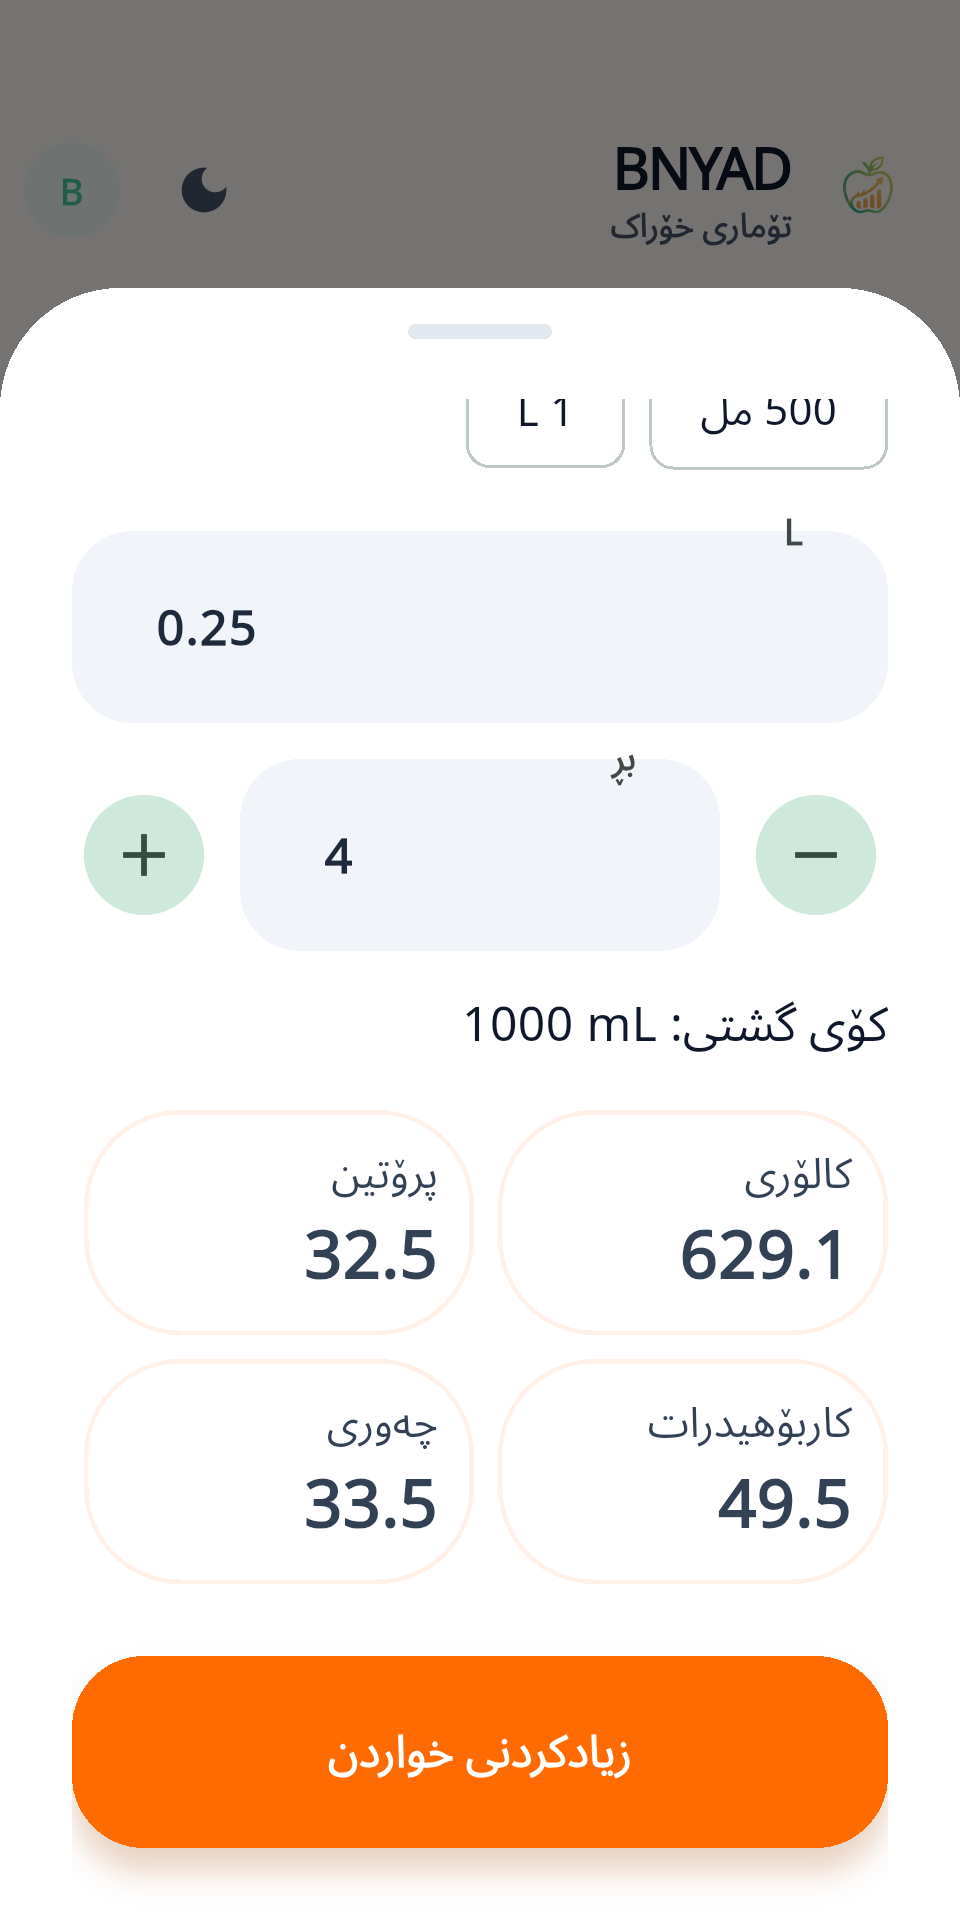 BNYAD
تۆماری خۆراک
B
500 مل
1 L
L
0.25
بڕ
4
کۆی گشتی: 1000 mL
کالۆری
629.1
پرۆتین
32.5
کاربۆهیدرات
49.5
چەوری
33.5
زیادکردنی خواردن